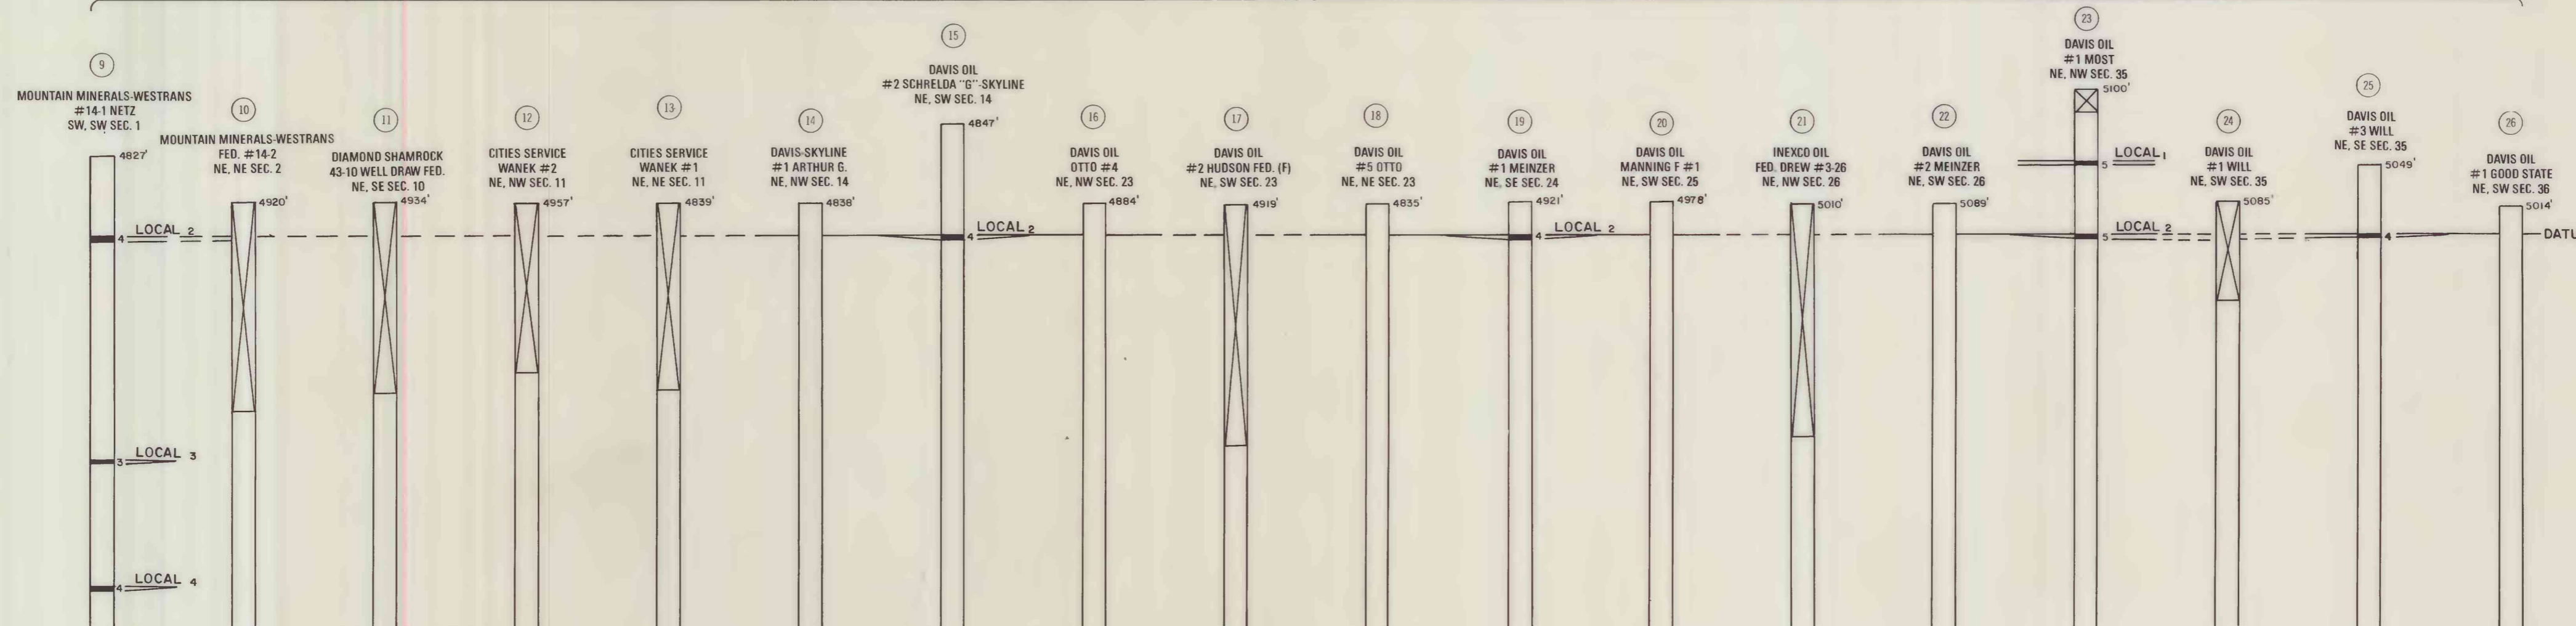 9
MOUNTAIN MINERALS-WESTRANS
#14-1 NETZ
SW, SW SEC. 1
4827'
4 LOCAL 2
3 LOCAL 3
4 LOCAL 4
10
MOUNTAIN MINERALS-WESTRANS
FED. #14-2
NE, NE SEC. 2
4920'
11
DIAMOND SHAMROCK
43-10 WELL DRAW FED.
NE, SE SEC. 10
4934'
12
CITIES SERVICE
WANEK #2
NE, NW SEC. 11
4957'
13
CITIES SERVICE
WANEK #1
NE, NE SEC. 11
4839'
14
DAVIS-SKYLINE
#1 ARTHUR G.
NE, NW SEC. 14
4838'
15
DAVIS OIL
#2 SCHRELDA "G"-SKYLINE
NE, SW SEC. 14
4847'
4 LOCAL 2
16
DAVIS OIL
OTTO #4
NE, NW SEC. 23
4884'
17
DAVIS OIL
#2 HUDSON FED. (F)
NE, SW SEC. 23
4919'
18
DAVIS OIL
#5 OTTO
NE, NE SEC. 23
4835'
19
DAVIS OIL
#1 MEINZER
NE, SE SEC. 24
4921'
4 LOCAL 2
20
DAVIS OIL
MANNING F #1
NE, SW SEC. 25
4978'
21
INEXCO OIL
FED. DREW #3-26
NE, NW SEC. 26
5010'
22
DAVIS OIL
#2 MEINZER
NE, SW SEC. 26
5089'
23
DAVIS OIL
#1 MOST
NE, NW SEC. 35
5100'
5 LOCAL 1
5 LOCAL 2
24
DAVIS OIL
#1 WILL
NE, SW SEC. 35
5085'
25
DAVIS OIL
#3 WILL
NE, SE SEC. 35
5049'
4
26
DAVIS OIL
#1 GOOD STATE
NE, SW SEC. 36
5014'
DATU